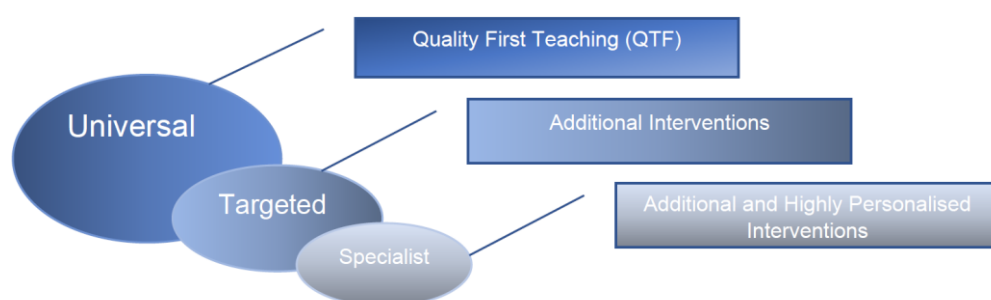 Quality First Teaching (QTF)
Universal
Additional Interventions
Targeted
Additional and Highly Personalised
Interventions
Specialist